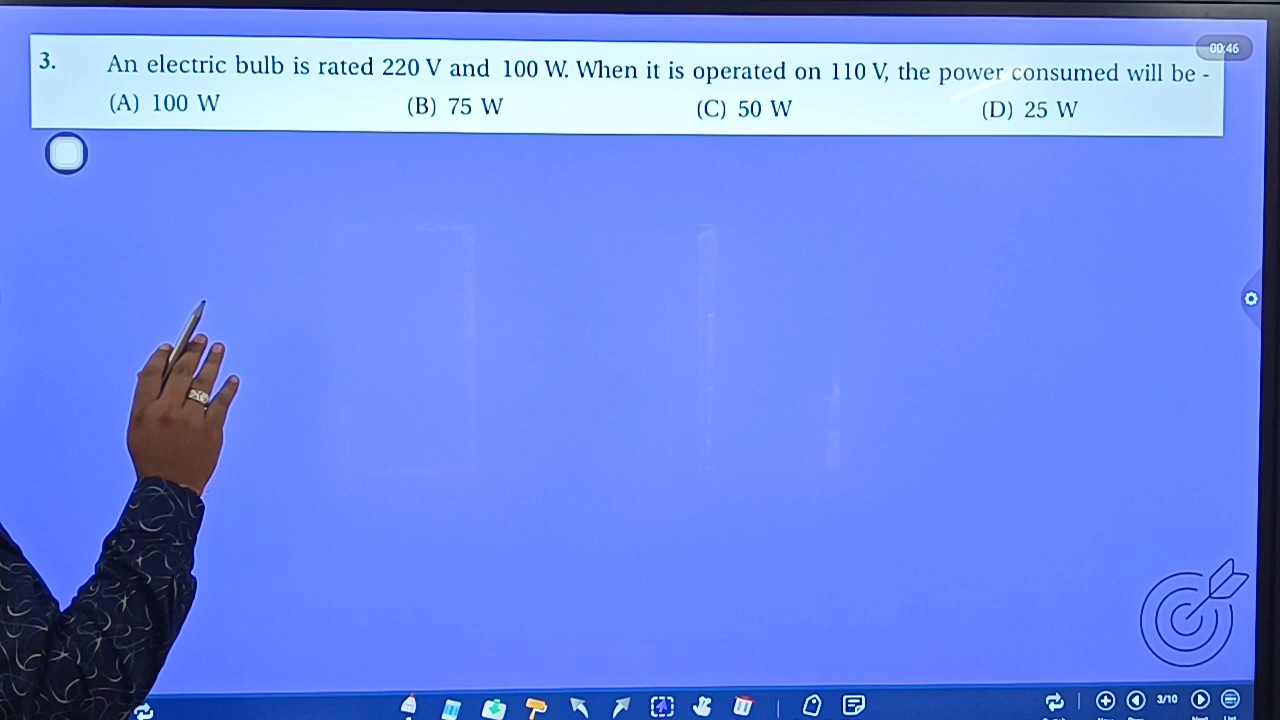 00:46
3. An electric bulb is rated 220 V and 100 W. When it is operated on 110 V, the power consumed will be -
(A) 100 W (B) 75 W (C) 50 W (D) 25 W
3/10